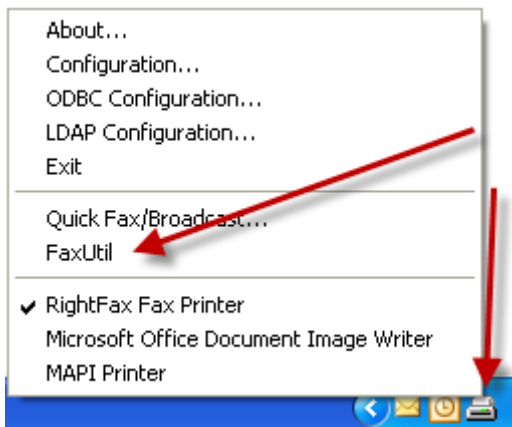 About...
Configuration...
ODBC Configuration...
LDAP Configuration...
Exit
Quick Fax/Broadcast...
FaxUtil
RightFax Fax Printer
Microsoft Office Document Image Writer
MAPI Printer